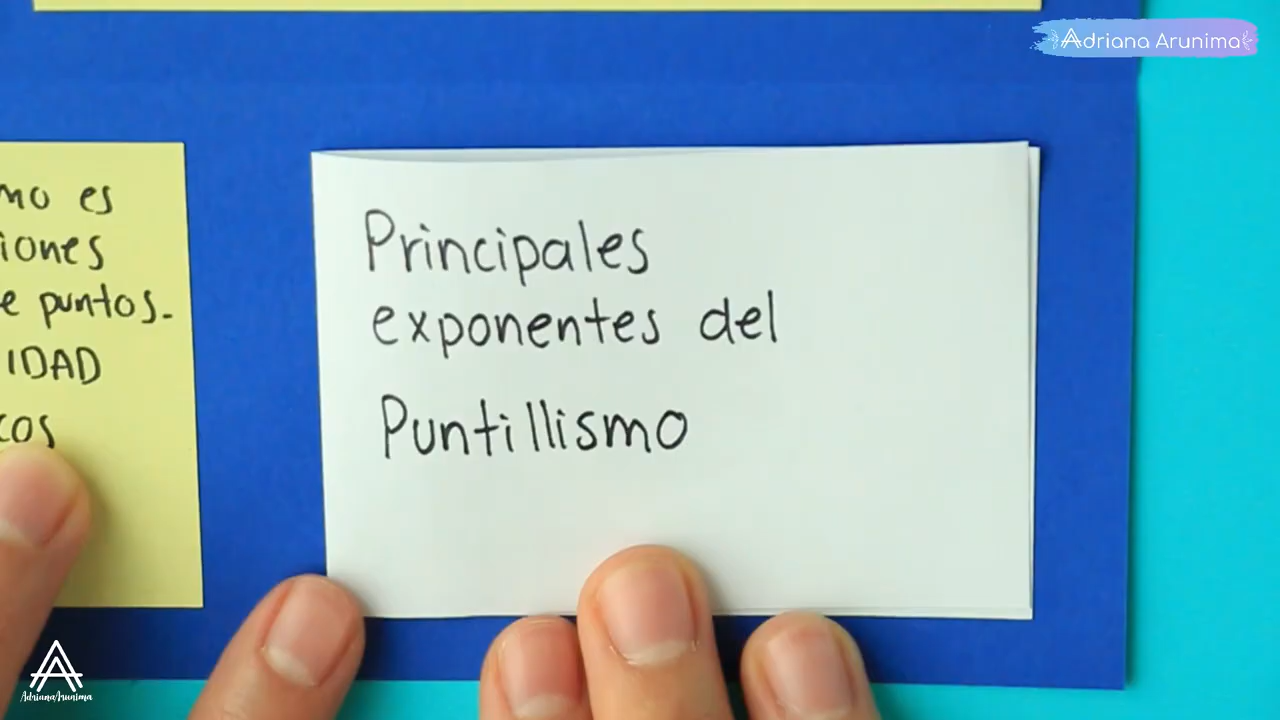 Adriana Arunima
mo es
iones
e puntos.
IDAD
cos
Principales
exponentes del
Puntillismo
AdrianaArunima